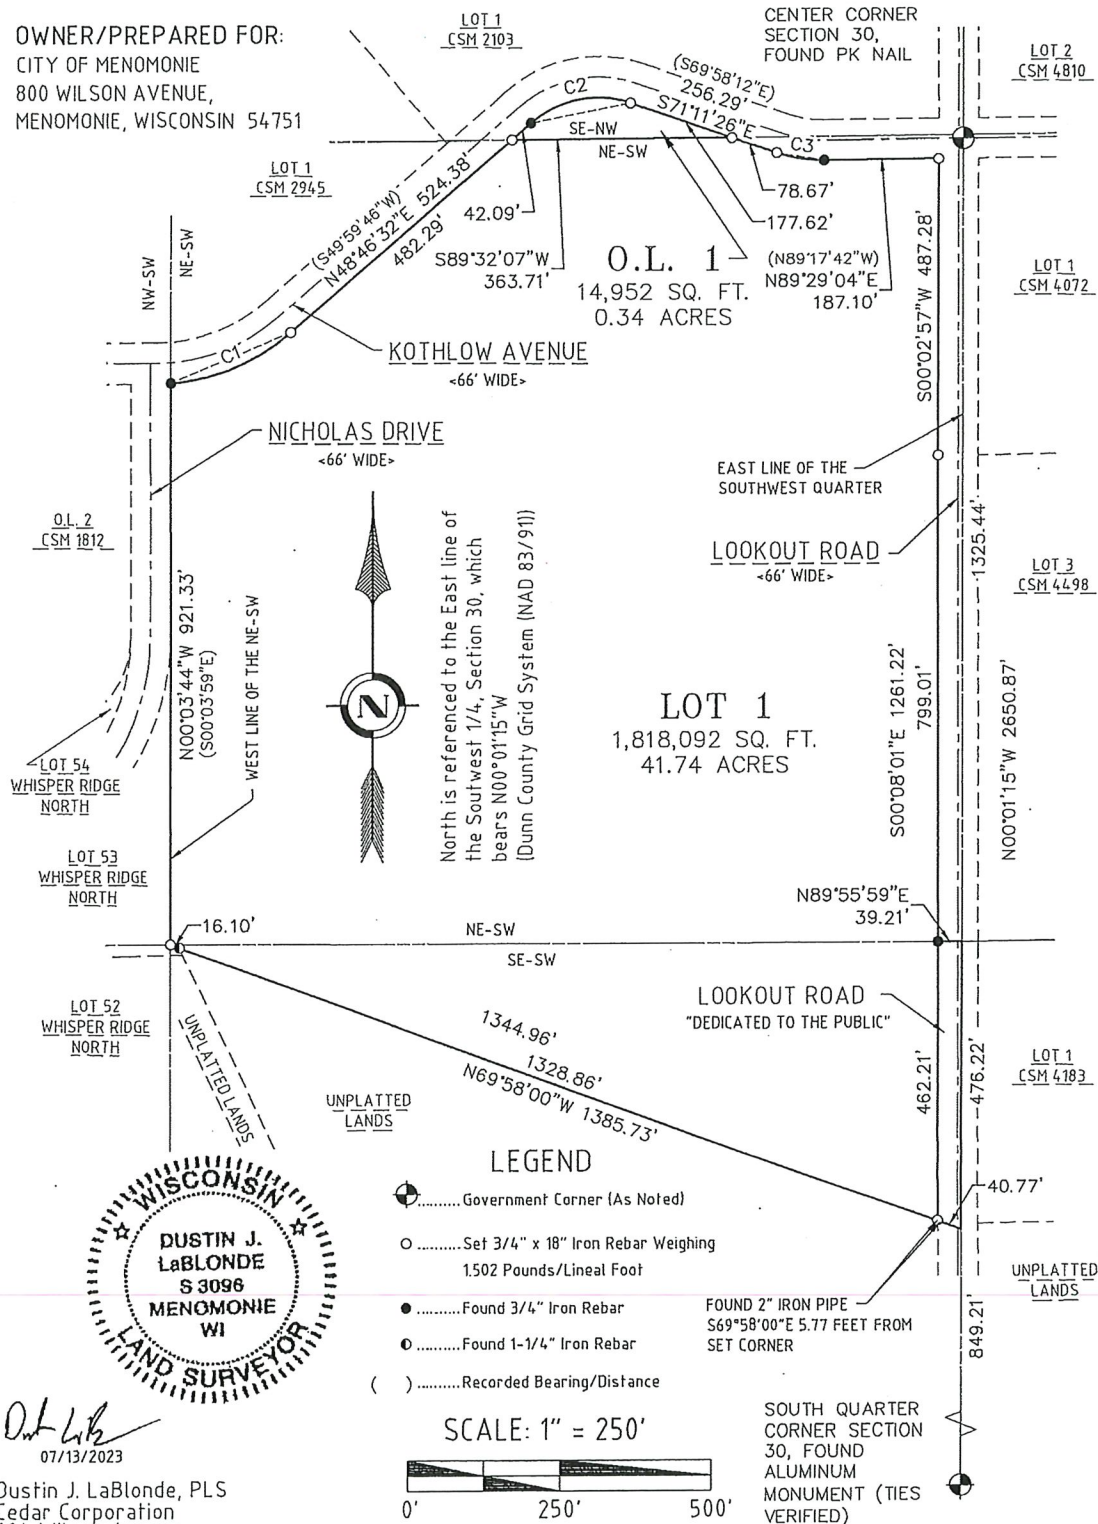 OWNER/PREPARED FOR:
CITY OF MENOMONIE
800 WILSON AVENUE,
MENOMONIE, WISCONSIN 54751
LOT 1
CSM 2103
CENTER CORNER
SECTION 30,
FOUND PK NAIL
LOT 2
CSM 4810
(S69°58'12"E)
256.29'
S71°11'26"E
C2
SE-NW
NE-SW
C3
LOT 1
CSM 2945
(S49°59'46"W)
N48°46'32"E 524.38'
482.29'
42.09'
78.67'
177.62'
S89°32'07"W
363.71'
O.L. 1
14,952 SQ. FT.
0.34 ACRES
(N89°17'42"W)
N89°29'04"E
187.10'
S00°02'57"W 487.28'
LOT 1
CSM 4072
NW-SW
NE-SW
C1
KOTHLOW AVENUE
<66' WIDE>
NICHOLAS DRIVE
<66' WIDE>
EAST LINE OF THE
SOUTHWEST QUARTER
O.L. 2
CSM 1812
LOOKOUT ROAD
<66' WIDE>
1325.44'
LOT 3
CSM 4498
N00°03'44"W 921.33'
(S00°03'59"E)
WEST LINE OF THE NE-SW
North is referenced to the East line of
the Soutwest 1/4, Section 30, which
bears N00°01'15"W
(Dunn County Grid System (NAD 83/91))
N
LOT 1
1,818,092 SQ. FT.
41.74 ACRES
S00°08'01"E 1261.22'
799.01'
N00°01'15"W 2650.87'
LOT 54
WHISPER RIDGE
NORTH
LOT 53
WHISPER RIDGE
NORTH
16.10'
NE-SW
SE-SW
N89°55'59"E
39.21'
LOT 52
WHISPER RIDGE
NORTH
UNPLATTED LANDS
1344.96'
1328.86'
N69°58'00"W 1385.73'
LOOKOUT ROAD
"DEDICATED TO THE PUBLIC"
462.21'
476.22'
LOT 1
CSM 4183
UNPLATTED
LANDS
40.77'
LEGEND
Government Corner (As Noted)
Set 3/4" x 18" Iron Rebar Weighing
1.502 Pounds/Lineal Foot
Found 3/4" Iron Rebar
Found 1-1/4" Iron Rebar
( ) Recorded Bearing/Distance
FOUND 2" IRON PIPE
S69°58'00"E 5.77 FEET FROM
SET CORNER
UNPLATTED
LANDS
849.21'
WISCONSIN
DUSTIN J.
LaBLONDE
S 3096
MENOMONIE
WI
LAND SURVEYOR
07/13/2023
Dustin J. LaBlonde, PLS
Cedar Corporation
SCALE: 1" = 250'
0' 250' 500'
SOUTH QUARTER
CORNER SECTION
30, FOUND
ALUMINUM
MONUMENT (TIES
VERIFIED)